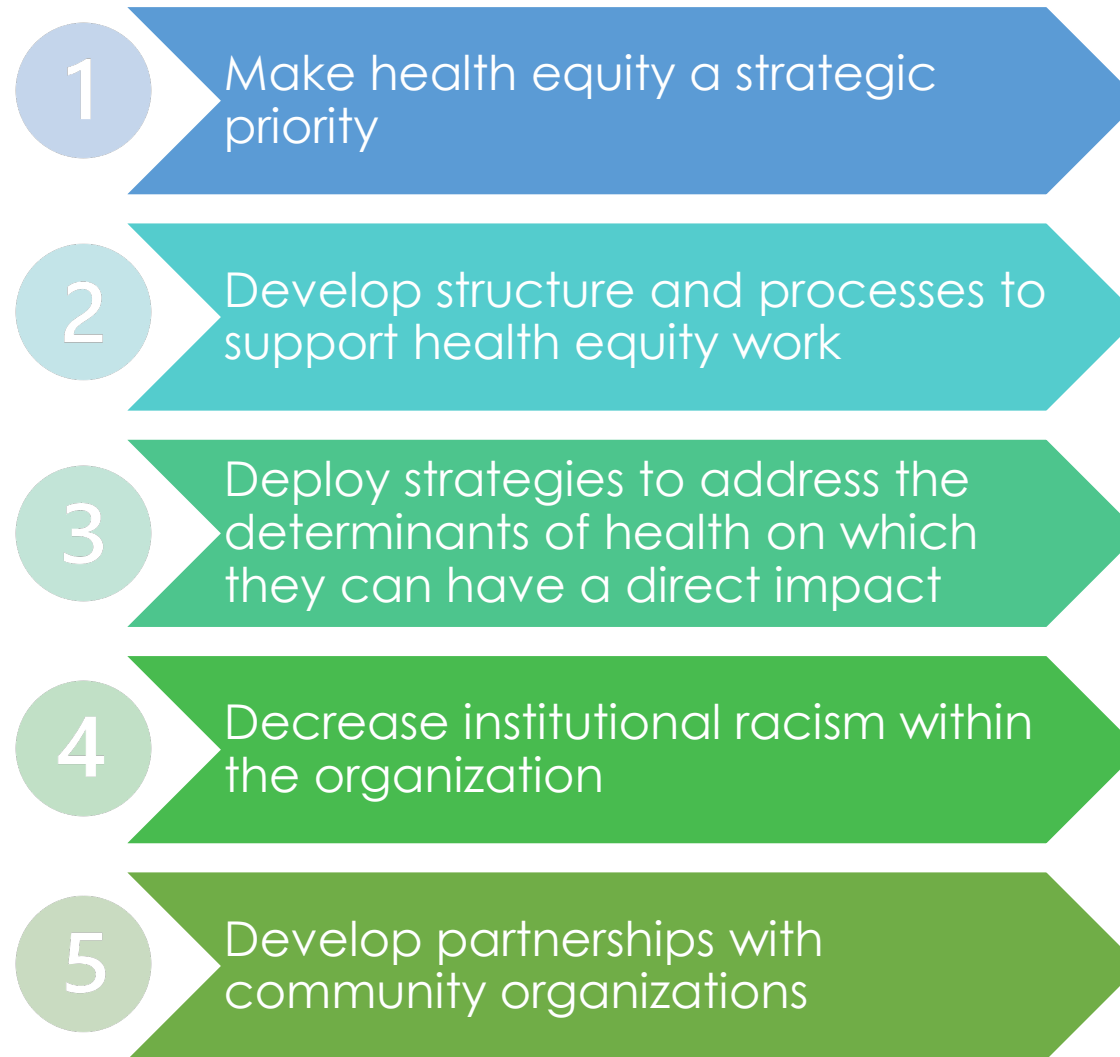 1
Make health equity a strategic
priority
2
Develop structure and processes to
support health equity work
3
Deploy strategies to address the
determinants of health on which
they can have a direct impact
4
Decrease institutional racism within
the organization
5
Develop partnerships with
community organizations